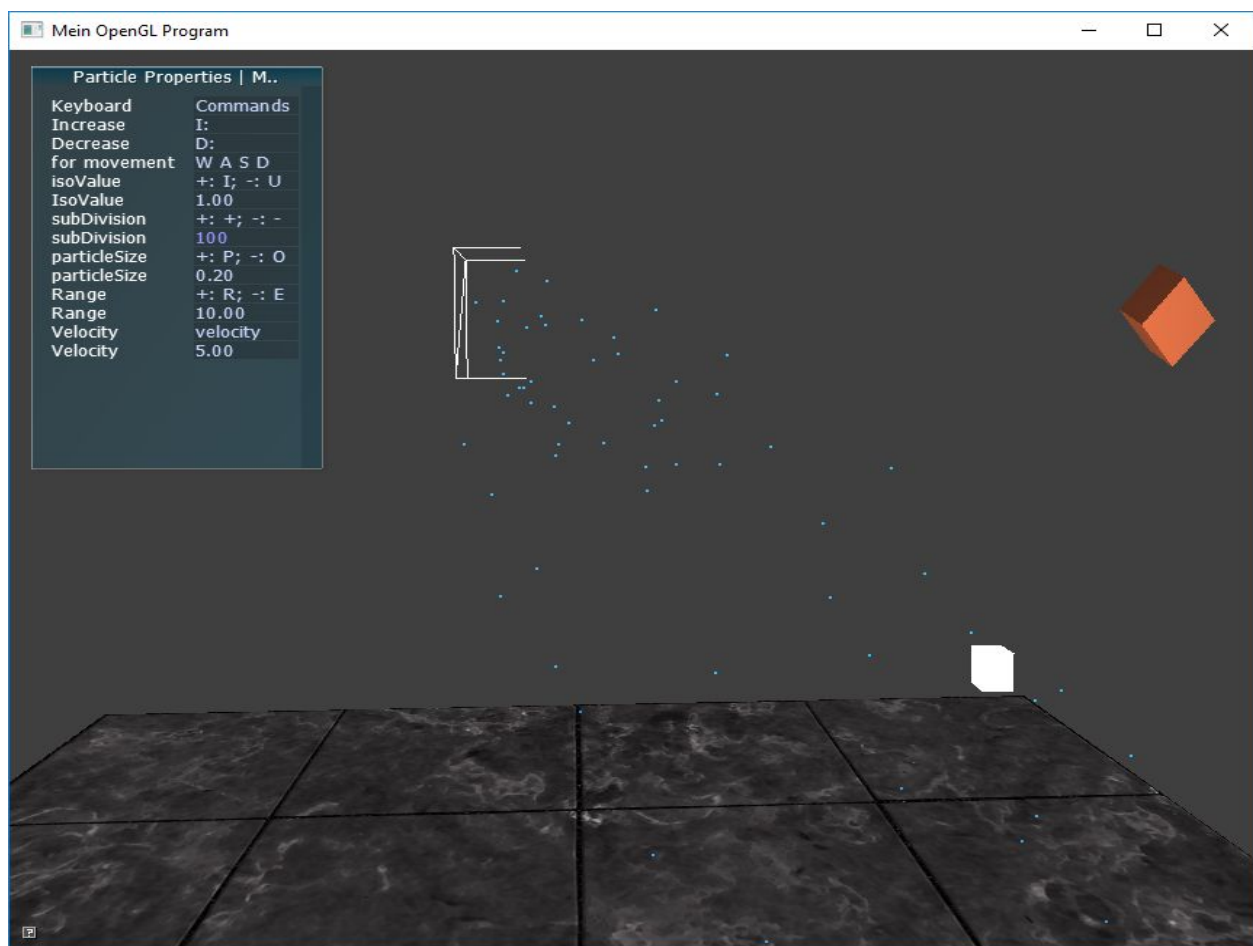 Mein OpenGL Program
Particle Properties | M..
Keyboard Commands
Increase I:
Decrease D:
for movement W A S D
isoValue +: I; -: U
IsoValue 1.00
subDivision +: +; -: -
subDivision 100
particleSize +: P; -: O
particleSize 0.20
Range +: R; -: E
Range 10.00
Velocity velocity
Velocity 5.00
?